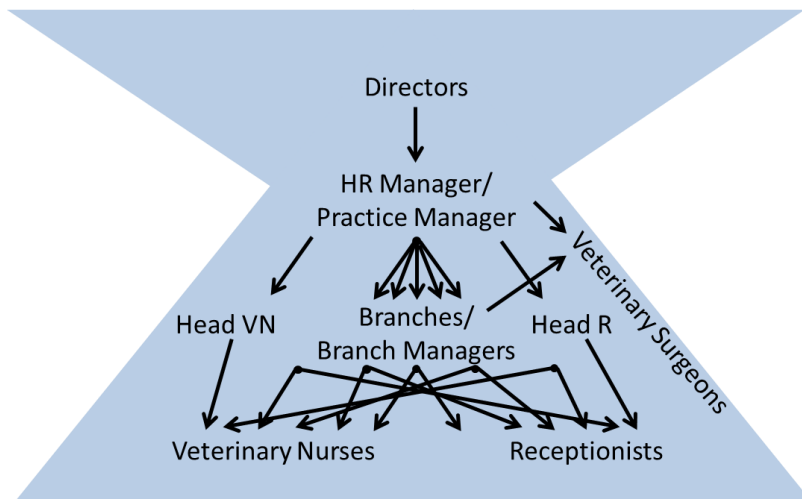 Directors
HR Manager/
Practice Manager
Veterinary Surgeons
Head VN
Branches/
Branch Managers
Head R
Veterinary Nurses
Receptionists